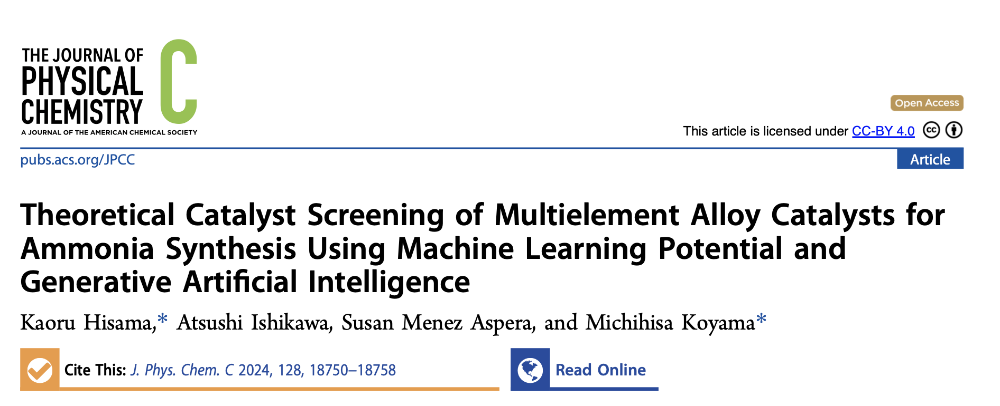 THE JOURNAL OF
PHYSICAL
CHEMISTRY C
A JOURNAL OF THE AMERICAN CHEMICAL SOCIETY
Open Access
This article is licensed under CC-BY 4.0
cc
pubs.acs.org/JPCC
Article
Theoretical Catalyst Screening of Multielement Alloy Catalysts for
Ammonia Synthesis Using Machine Learning Potential and
Generative Artificial Intelligence
Kaoru Hisama,* Atsushi Ishikawa, Susan Menez Aspera, and Michihisa Koyama*
Cite This: J. Phys. Chem. C 2024, 128, 18750–18758
Read Online